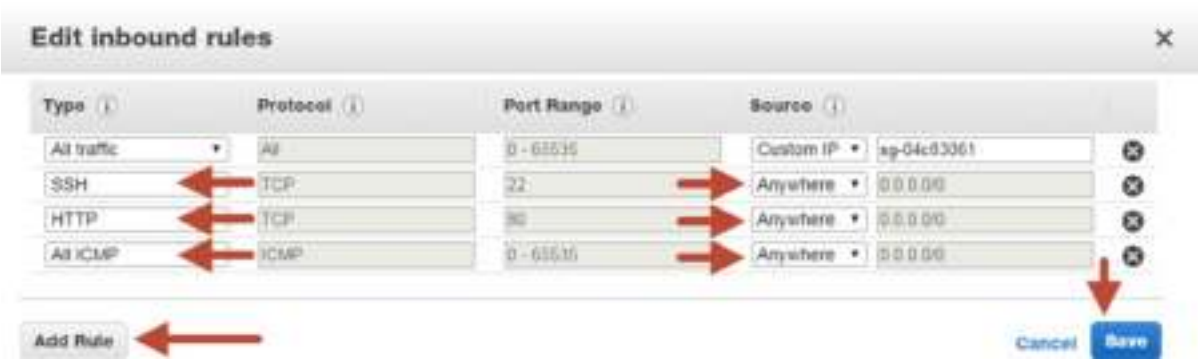 Edit inbound rules
Type Protocol Port Range Source
All traffic All 0 - 65535 Custom IP sg-04c83061
SSH TCP 22 Anywhere 0.0.0.0/0
HTTP TCP 80 Anywhere 0.0.0.0/0
All ICMP ICMP 0 - 65535 Anywhere 0.0.0.0/0
Add Rule Cancel Save